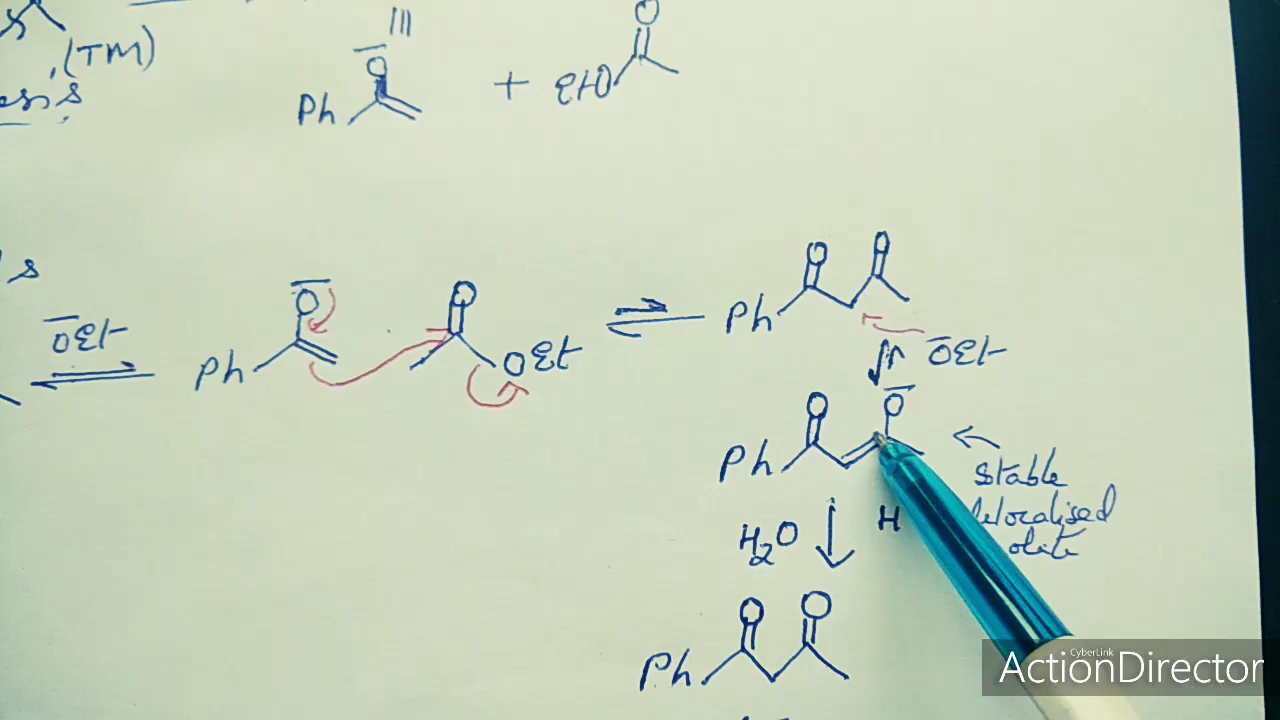 (TM)
O
Ph
+
EtO
O
O
OEt
Ph
O
O
OEt
O
O
Ph
OEt
O
O
Ph
stable
H2O
H
O
O
Ph
CyberLink
ActionDirector